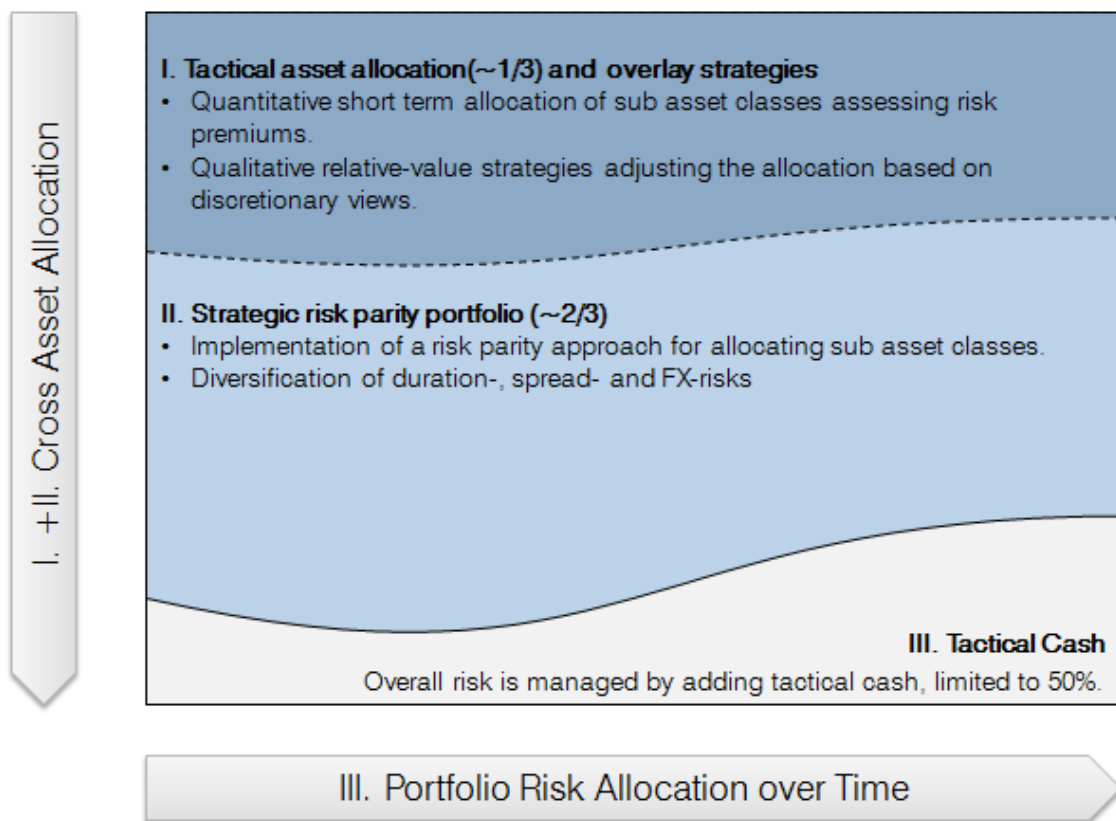 I. +II. Cross Asset Allocation
I. Tactical asset allocation(~1/3) and overlay strategies
• Quantitative short term allocation of sub asset classes assessing risk
premiums.
• Qualitative relative-value strategies adjusting the allocation based on
discretionary views.
II. Strategic risk parity portfolio (~2/3)
• Implementation of a risk parity approach for allocating sub asset classes.
• Diversification of duration-, spread- and FX-risks
III. Tactical Cash
Overall risk is managed by adding tactical cash, limited to 50%.
III. Portfolio Risk Allocation over Time